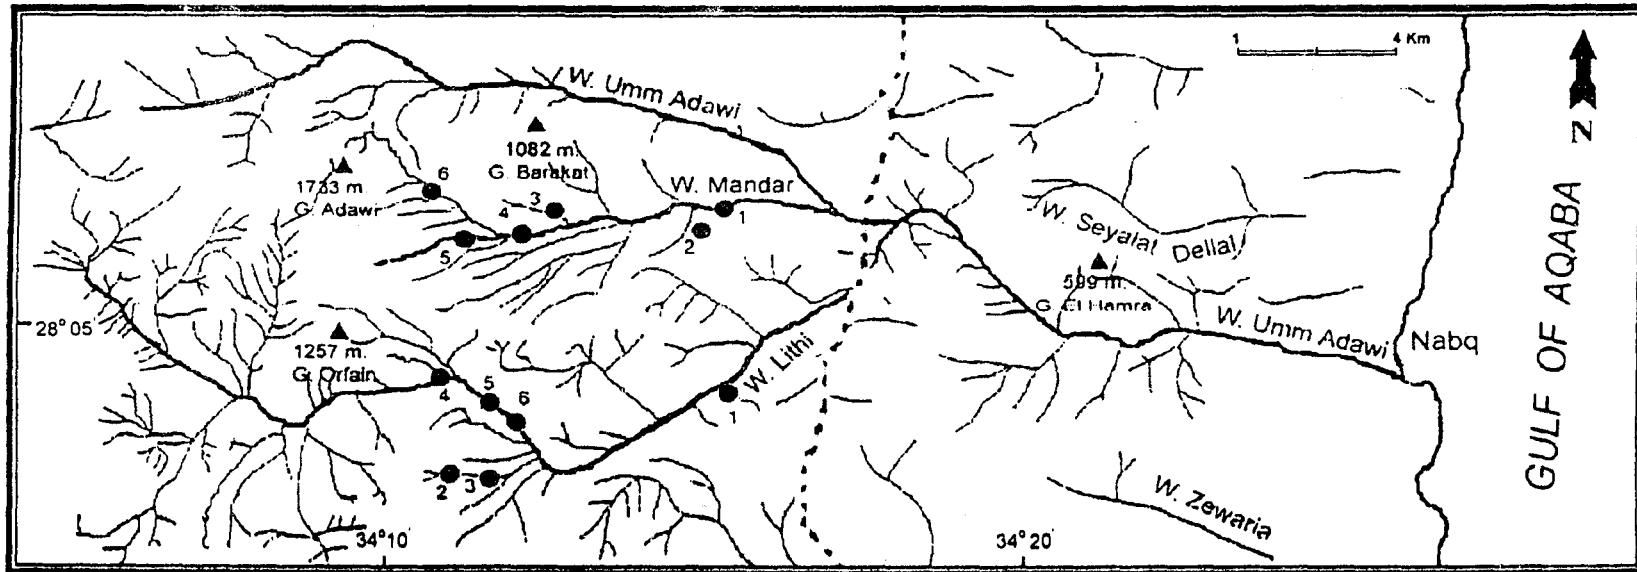 1 4 Km
W. Umm Adawi
N
1082 m.
G. Barakat
1733 m.
G. Adawi
6
W. Mandar
3
4
1
5
2
W. Seyalat Dellal
599 m.
G. El Hamra
GULF OF AQABA
28° 05
W. Umm Adawi
Nabq
1257 m.
G. Orfain
W. Lithi
4
5
6
1
2
3
W. Zewaria
34° 10
34° 20